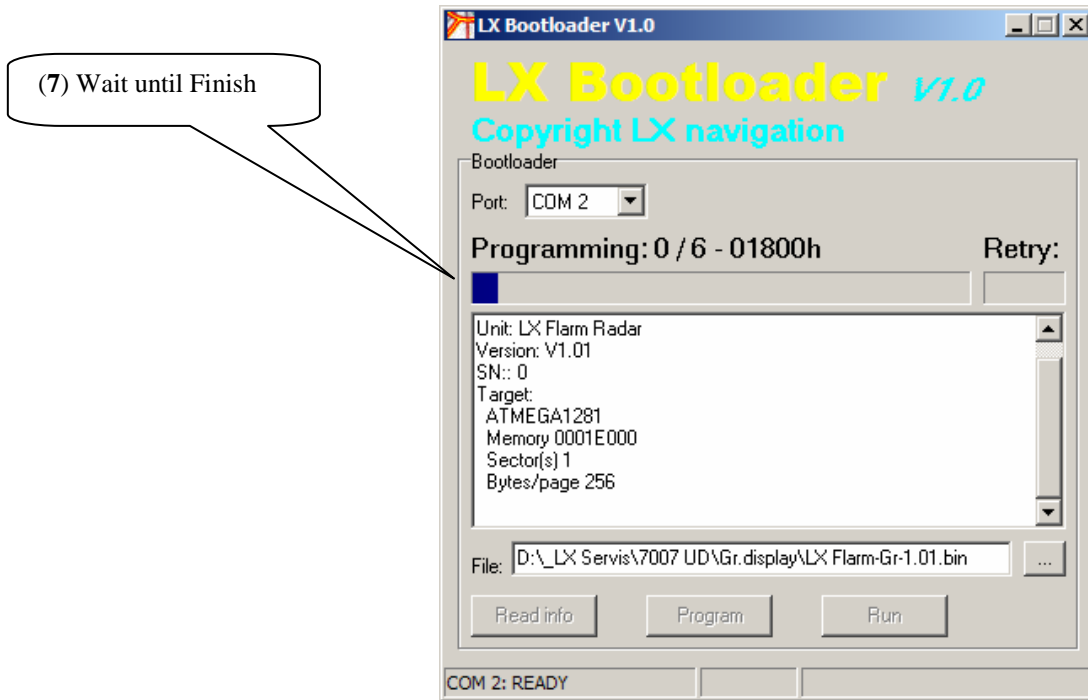 LX Bootloader V1.0
(7) Wait until Finish
LX Bootloader V1.0
Copyright LX navigation
Bootloader
Port: COM 2
Programming: 0 / 6 - 01800h Retry:
Unit: LX Flarm Radar
Version: V1.01
SN:: 0
Target:
ATMEGA1281
Memory 0001E000
Sector(s) 1
Bytes/page 256
File: D:\_LX Servis\7007 UD\Gr.display\LX Flarm-Gr-1.01.bin ...
Read info Program Run
COM 2: READY